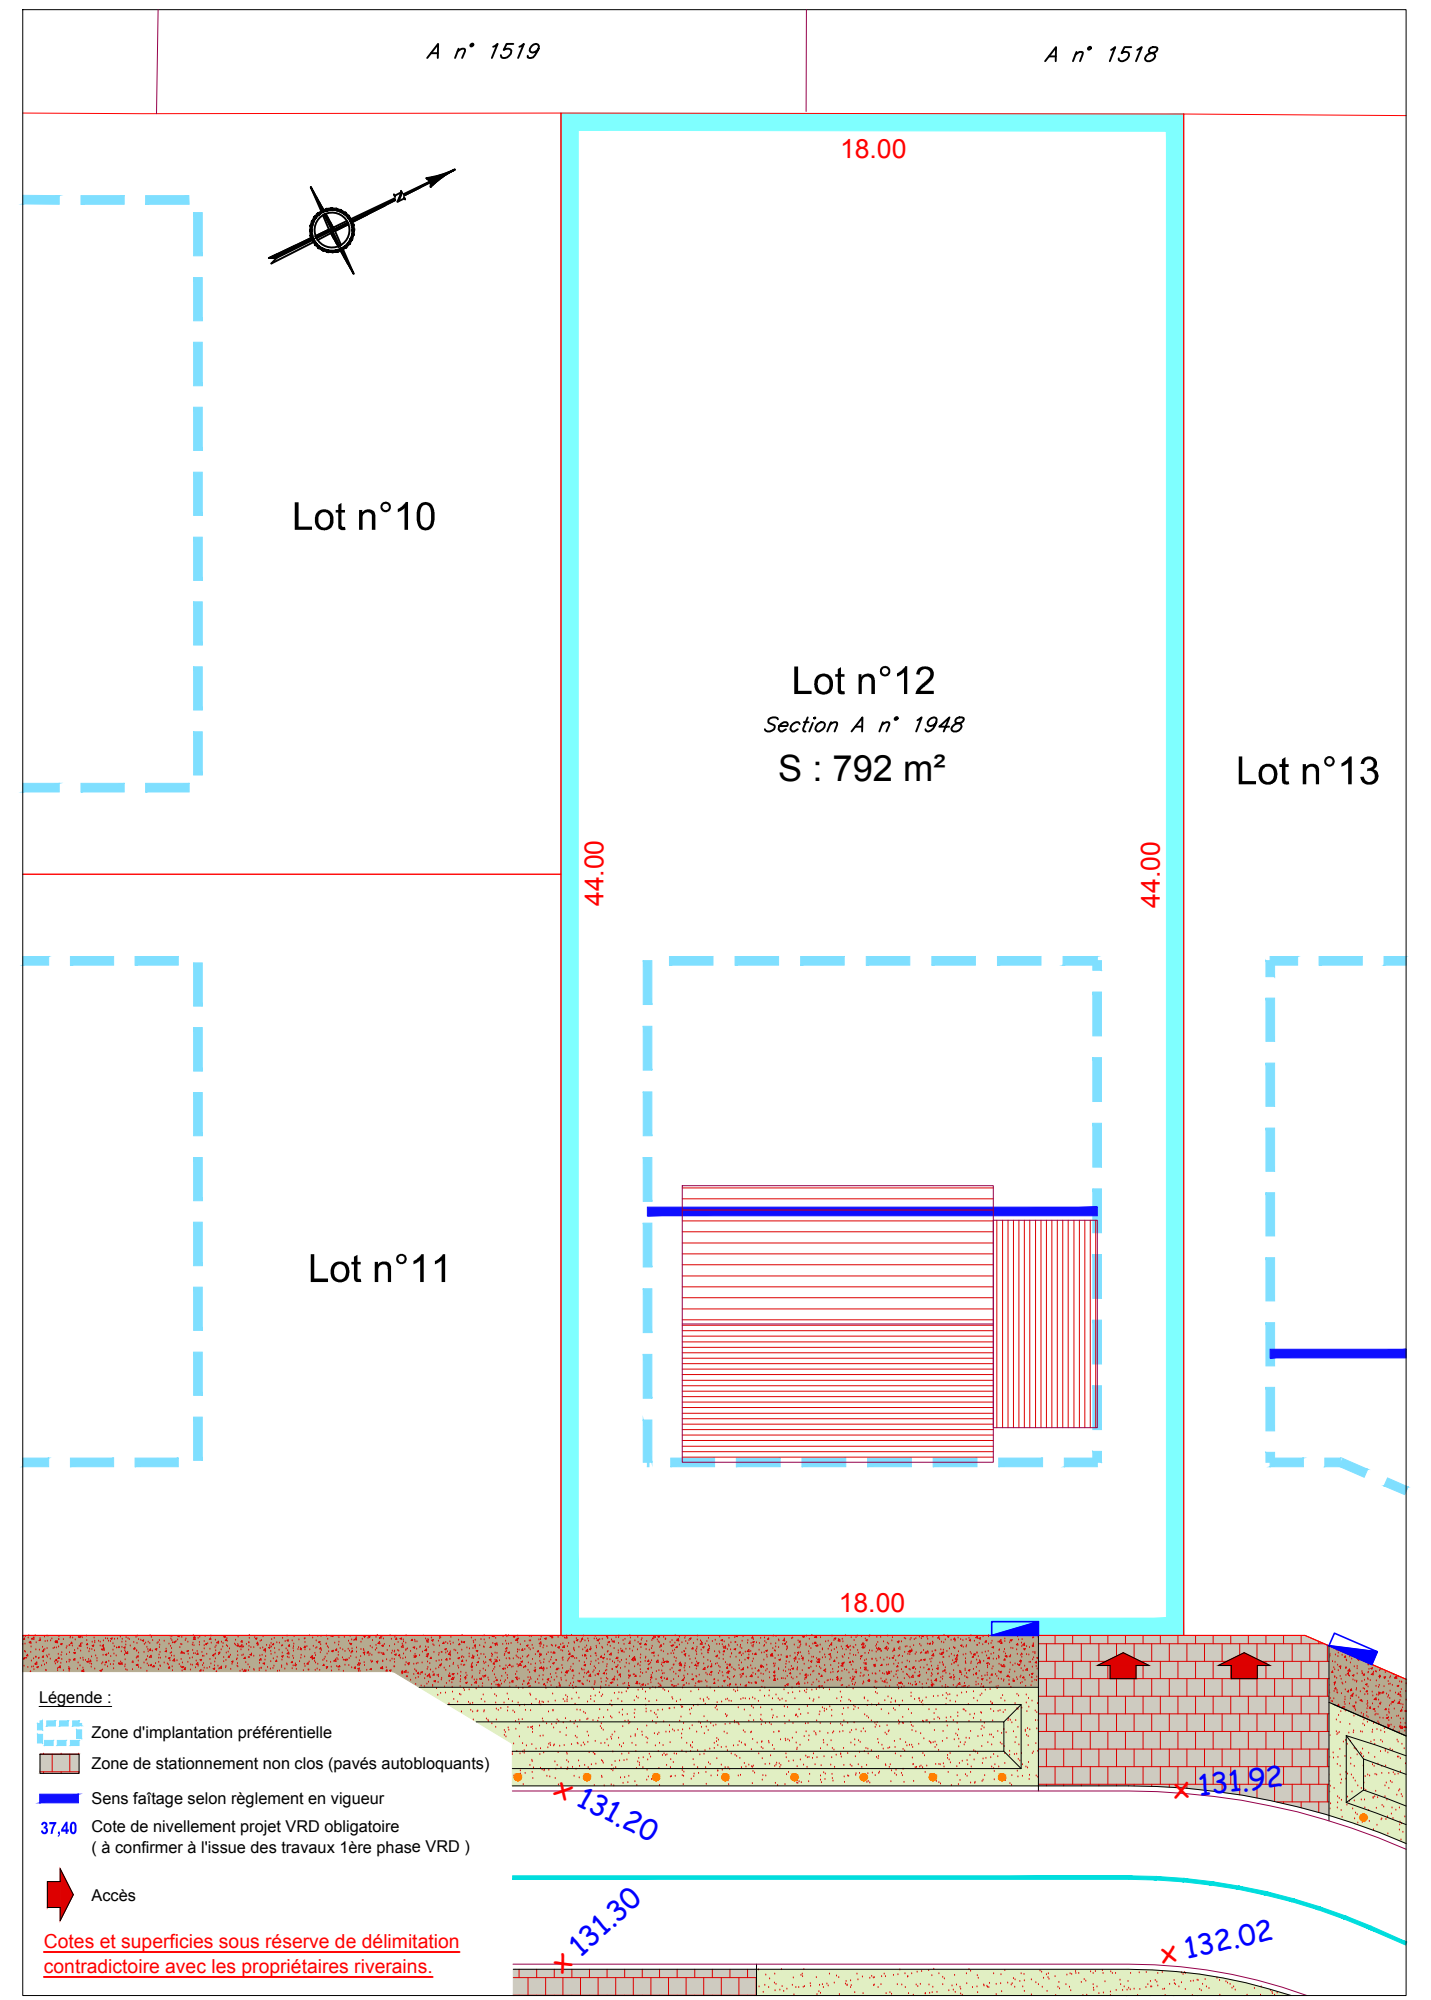 A n° 1519
A n° 1518
18.00
N
Lot n°10
Lot n°12
Section A n° 1948
S : 792 m²
Lot n°13
44.00
44.00
Lot n°11
18.00
Légende :
Zone d'implantation préférentielle
Zone de stationnement non clos (pavés autobloquants)
Sens faîtage selon règlement en vigueur
37,40 Cote de nivellement projet VRD obligatoire
( à confirmer à l'issue des travaux 1ère phase VRD )
Accès
Cotes et superficies sous réserve de délimitation
contradictoire avec les propriétaires riverains.
131.20
131.92
131.30
132.02